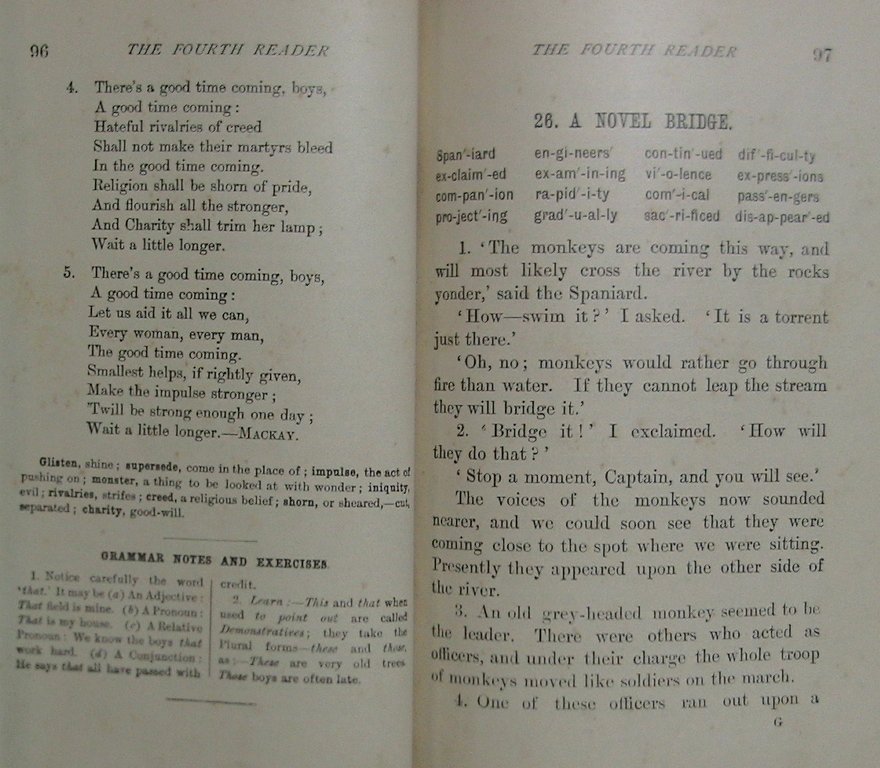 96 THE FOURTH READER
4. There's a good time coming, boys,
A good time coming:
Hateful rivalries of creed
Shall not make their martyrs bleed
In the good time coming.
Religion shall be shorn of pride,
And flourish all the stronger,
And Charity shall trim her lamp;
Wait a little longer.
5. There's a good time coming, boys,
A good time coming:
Let us aid it all we can,
Every woman, every man,
The good time coming.
Smallest helps, if rightly given,
Make the impulse stronger;
'Twill be strong enough one day;
Wait a little longer.—MACKAY.
Glisten, shine; supersede, come in the place of; impulse, the act of
pushing on; monster, a thing to be looked at with wonder; iniquity,
evil; rivalries, strifes; creed, a religious belief; shorn, or sheared,—cut,
separated; charity, good-will.
GRAMMAR NOTES AND EXERCISES.
1. Notice carefully the word
'that.' It may be (a) An Adjective:
That field is mine. (b) A Pronoun:
That is my house. (c) A Relative
Pronoun: We know the boys that
work hard. (d) A Conjunction:
He says that all have passed with
credit.
2. Learn:—This and that when
used to point out are called
Demonstratives; they take the
Plural forms—these and those,
as:—These are very old trees
Those boys are often late.
THE FOURTH READER 97
26. A NOVEL BRIDGE.
Span'-iard en-gi-neers' con-tin'-ued dif'-fi-cul-ty
ex-claim'-ed ex-am'-in-ing vi'-o-lence ex-press'-ions
com-pan'-ion ra-pid'-i-ty com'-i-cal pass'-en-gers
pro-ject'-ing grad'-u-al-ly sac'-ri-ficed dis-ap-pear'-ed
1. 'The monkeys are coming this way, and
will most likely cross the river by the rocks
yonder,' said the Spaniard.
'How—swim it?' I asked. 'It is a torrent
just there.'
'Oh, no; monkeys would rather go through
fire than water. If they cannot leap the stream
they will bridge it.'
2. 'Bridge it!' I exclaimed. 'How will
they do that?'
'Stop a moment, Captain, and you will see.'
The voices of the monkeys now sounded
nearer, and we could soon see that they were
coming close to the spot where we were sitting.
Presently they appeared upon the other side of
the river.
3. An old grey-headed monkey seemed to be
the leader. There were others who acted as
officers, and under their charge the whole troop
of monkeys moved like soldiers on the march.
4. One of these officers ran out upon a
G